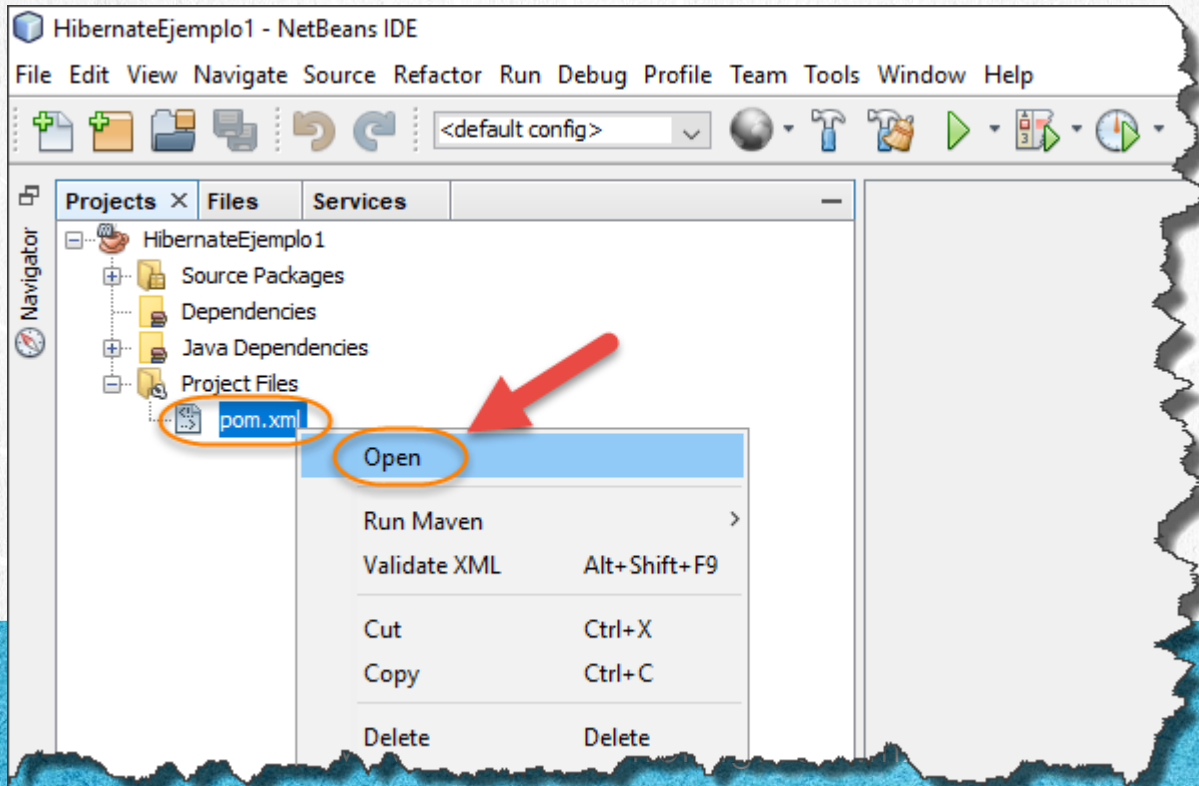 HibernateEjemplo1 - NetBeans IDE
File Edit View Navigate Source Refactor Run Debug Profile Team Tools Window Help
<default config>
Projects Files Services
Navigator
HibernateEjemplo1
Source Packages
Dependencies
Java Dependencies
Project Files
pom.xml
Open
Run Maven
Validate XML Alt+Shift+F9
Cut Ctrl+X
Copy Ctrl+C
Delete Delete